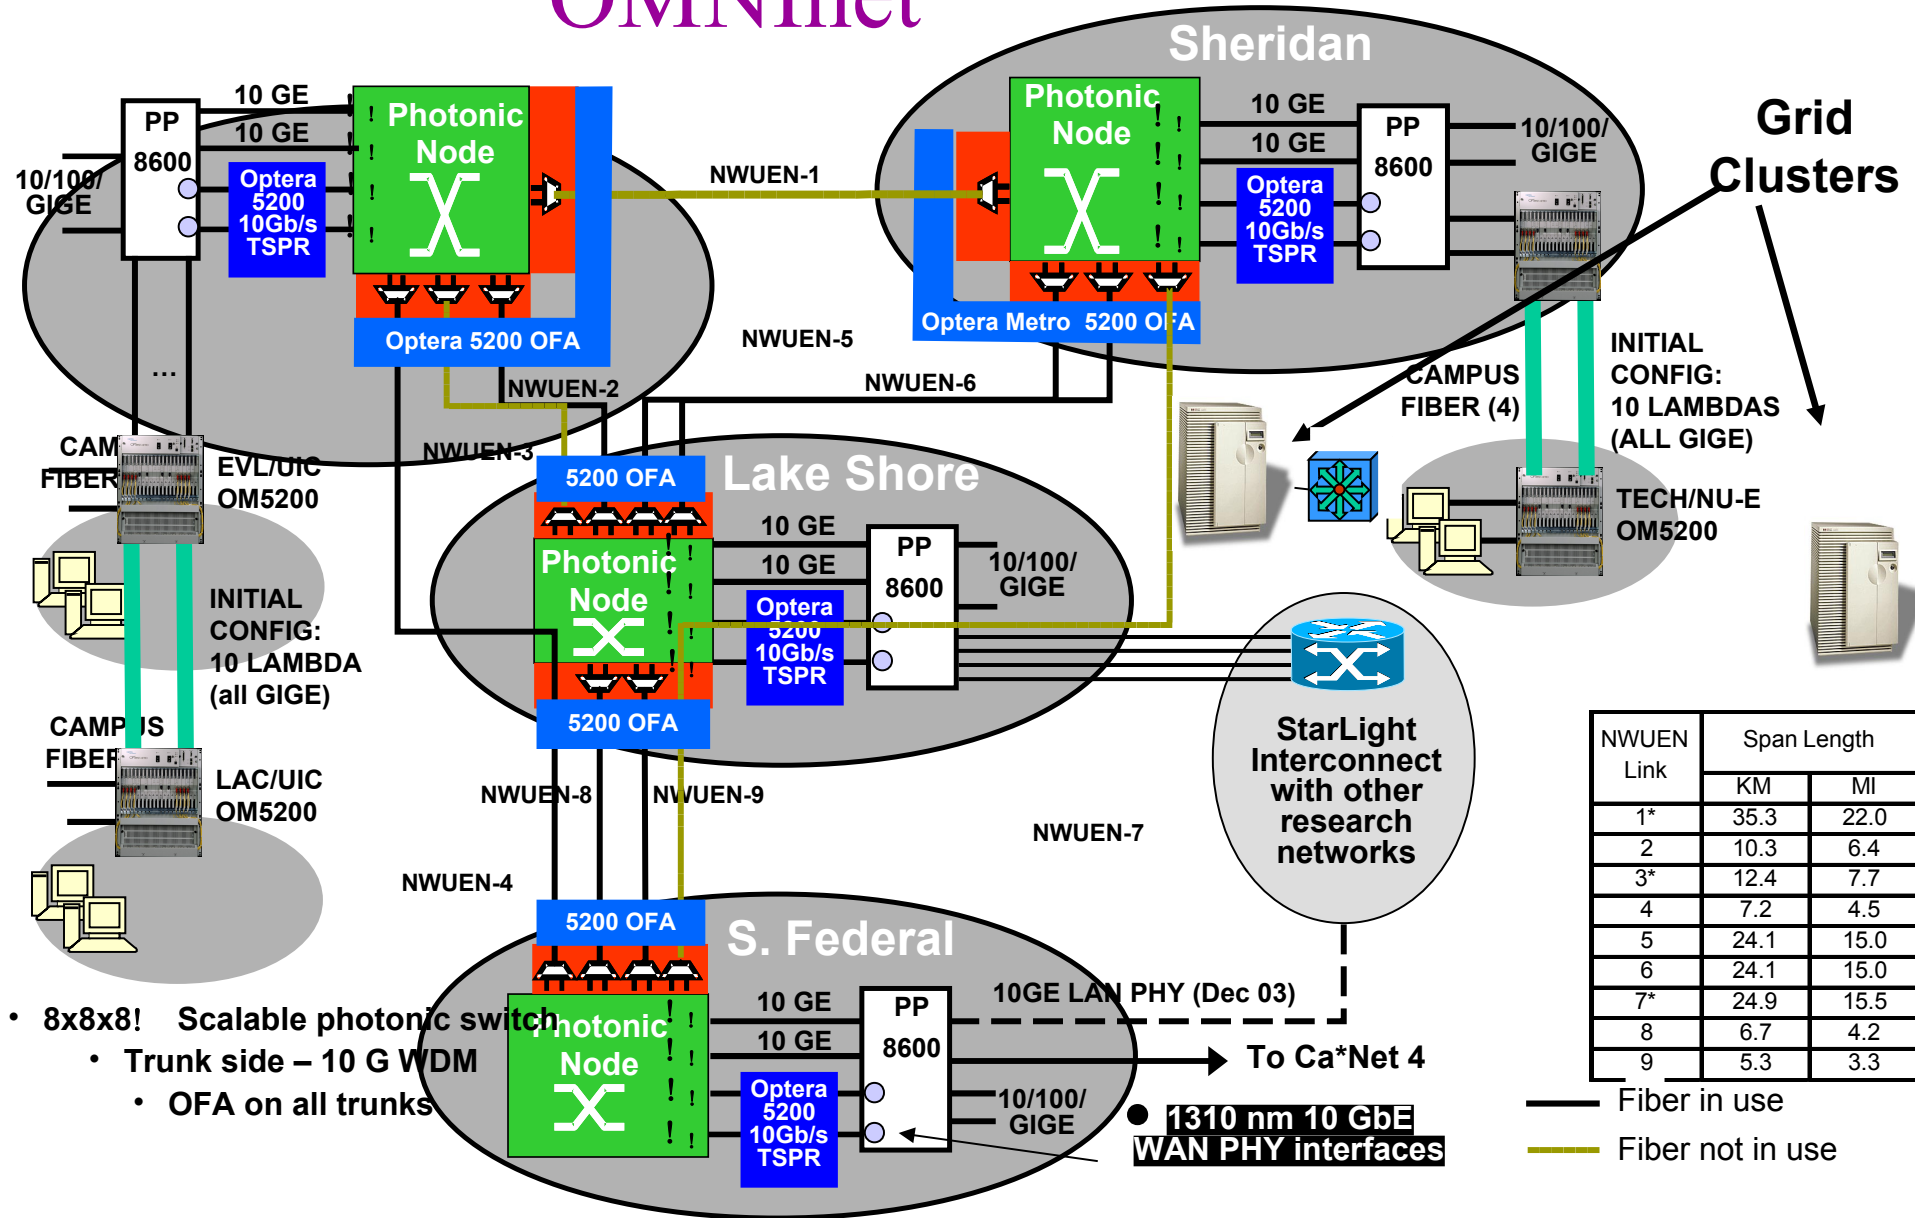 OMNInet
Sheridan
10 GE
10 GE
PP
8600
10/100/
GIGE
Optera
5200
10Gb/s
TSPR
Photonic
Node
Optera 5200 OFA
NWUEN-1
Photonic
Node
10 GE
10 GE
PP
8600
10/100/
GIGE
Optera
5200
10Gb/s
TSPR
Optera Metro 5200 OFA
Grid
Clusters
...
NWUEN-5
NWUEN-2
NWUEN-6
NWUEN-3
CAMPUS
FIBER (4)
INITIAL
CONFIG:
10 LAMBDAS
(ALL GIGE)
CAM
FIBER
EVL/UIC
OM5200
5200 OFA
Lake Shore
TECH/NU-E
OM5200
10 GE
10 GE
PP
8600
10/100/
GIGE
Photonic
Node
Optera
5200
10Gb/s
TSPR
5200 OFA
INITIAL
CONFIG:
10 LAMBDA
(all GIGE)
CAMPUS
FIBER
LAC/UIC
OM5200
StarLight
Interconnect
with other
research
networks
NWUEN-8
NWUEN-9
NWUEN-7
NWUEN-4
NWUEN Link Span Length
KM MI
1* 35.3 22.0
2 10.3 6.4
3* 12.4 7.7
4 7.2 4.5
5 24.1 15.0
6 24.1 15.0
7* 24.9 15.5
8 6.7 4.2
9 5.3 3.3
Fiber in use
Fiber not in use
5200 OFA
S. Federal
10 GE
10 GE
PP
8600
10GE LAN PHY (Dec 03)
To Ca*Net 4
Photonic
Node
Optera
5200
10Gb/s
TSPR
10/100/
GIGE
• 1310 nm 10 GbE
WAN PHY interfaces
• 8x8x8! Scalable photonic switch
• Trunk side – 10 G WDM
• OFA on all trunks